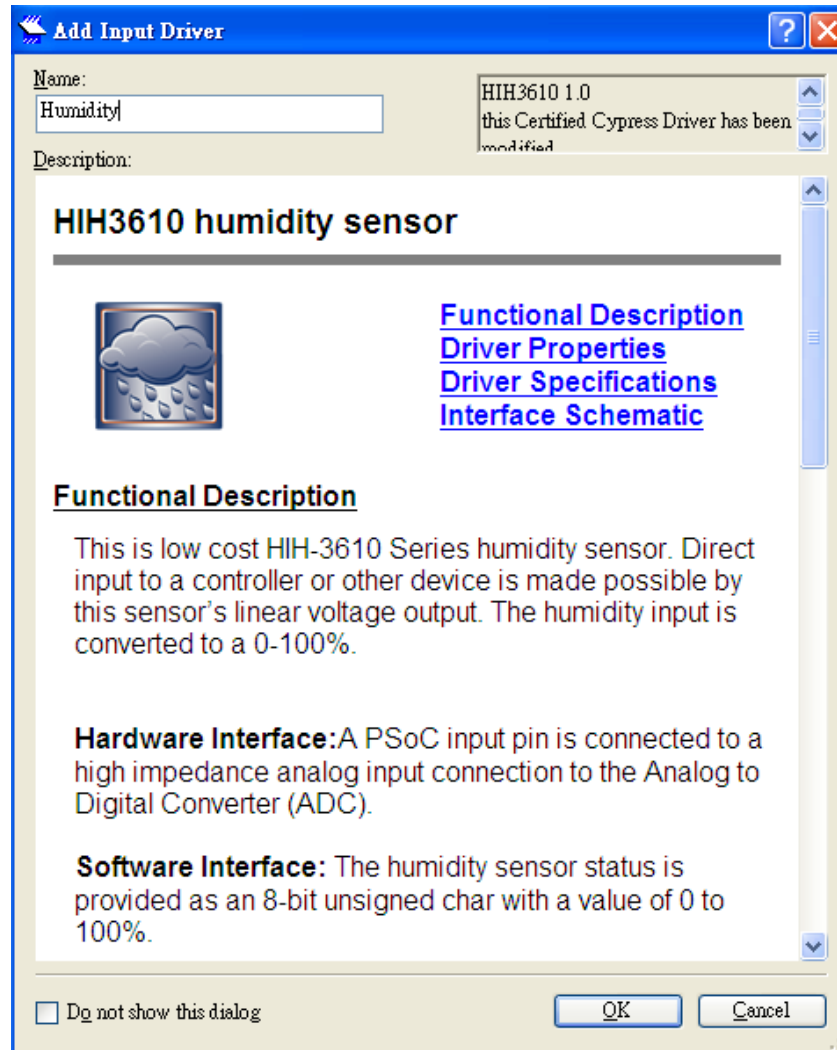 Add Input Driver
Name:
Humidity
HIH3610 1.0
this Certified Cypress Driver has been
modified
Description:
HIH3610 humidity sensor
Functional Description
Driver Properties
Driver Specifications
Interface Schematic
Functional Description
This is low cost HIH-3610 Series humidity sensor. Direct
input to a controller or other device is made possible by
this sensor's linear voltage output. The humidity input is
converted to a 0-100%.
Hardware Interface:A PSoC input pin is connected to a
high impedance analog input connection to the Analog to
Digital Converter (ADC).
Software Interface: The humidity sensor status is
provided as an 8-bit unsigned char with a value of 0 to
100%.
Do not show this dialog
OK
Cancel